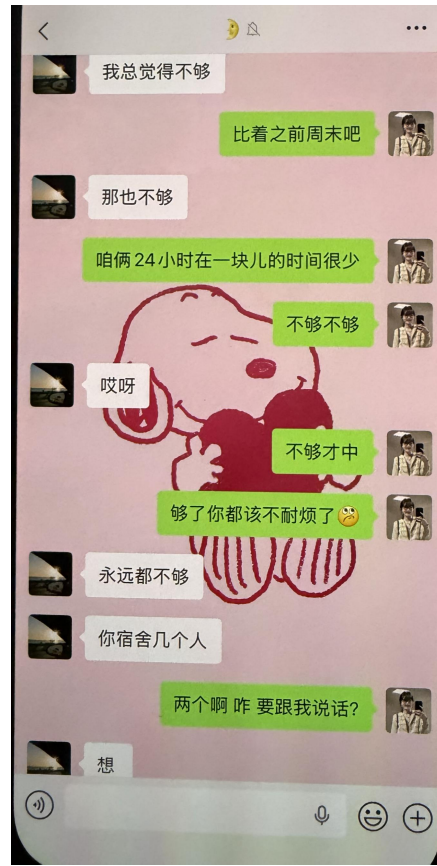 我总觉得不够
比着之前周末吧
那也不够
咱俩24小时在一块儿的时间很少
不够不够
哎呀
不够才中
够了你都该不耐烦了
永远都不够
你宿舍几个人
两个啊 咋 要跟我说话?
想